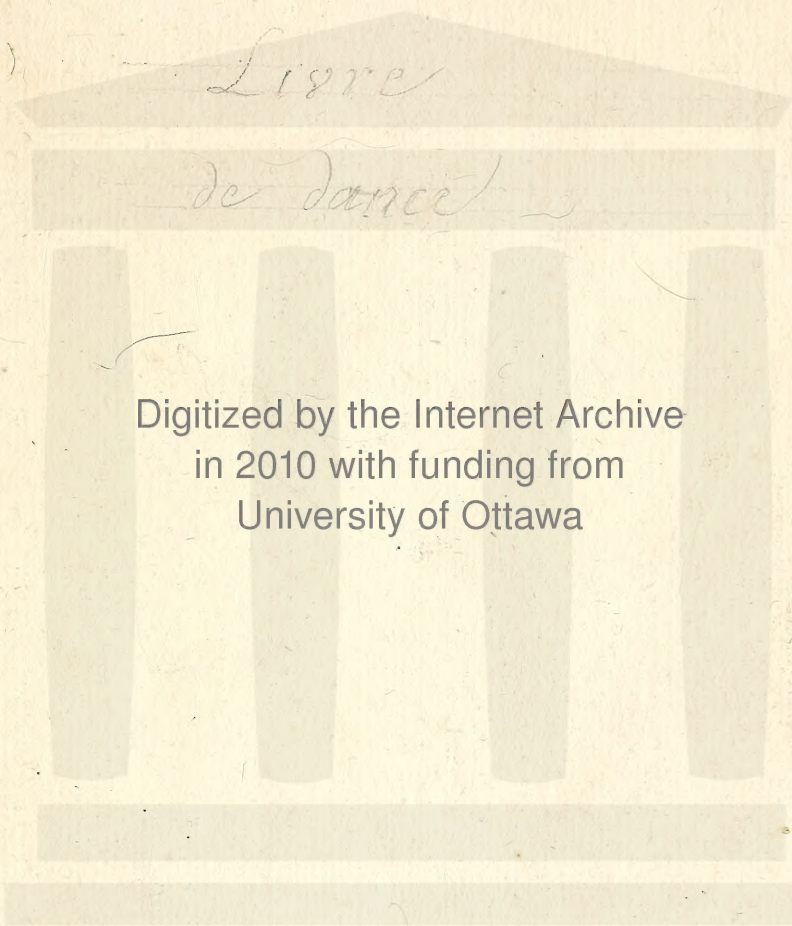 Livre
de dance
Digitized by the Internet Archive
in 2010 with funding from
University of Ottawa